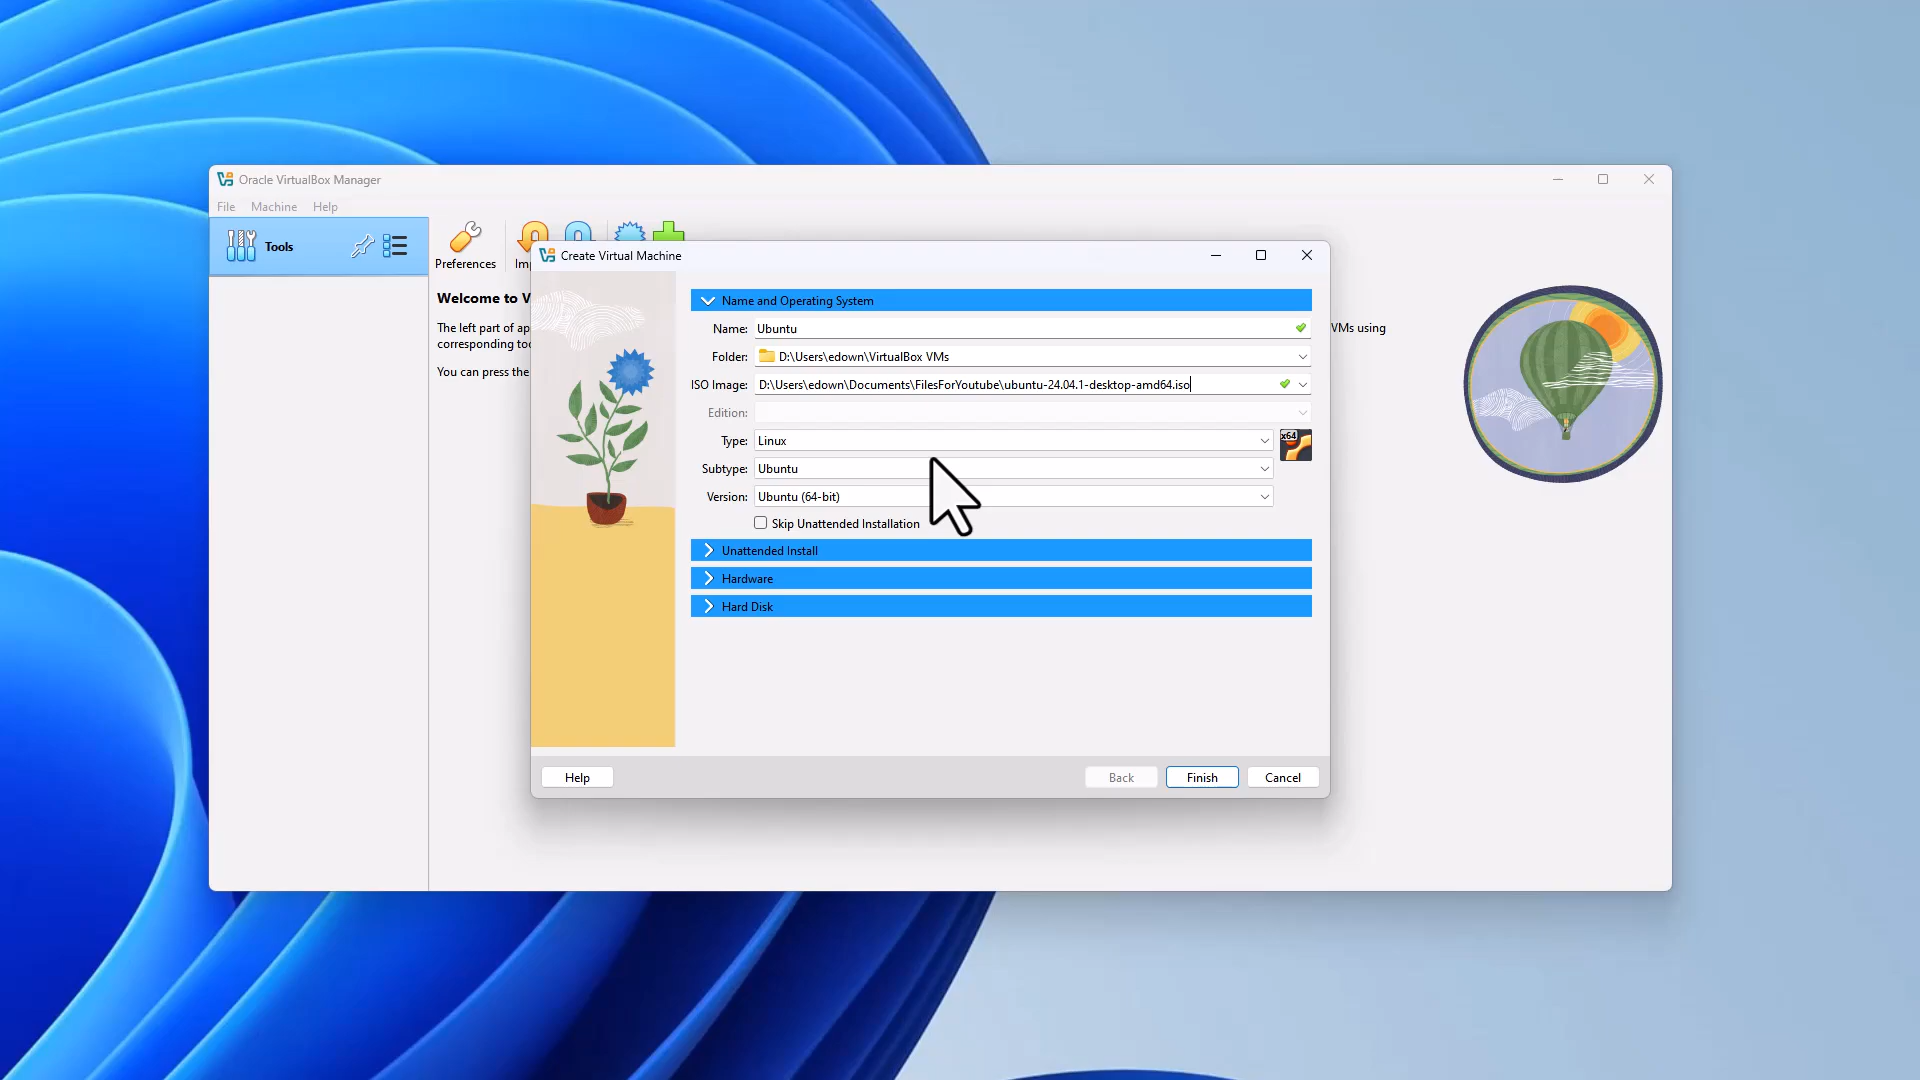 Oracle VirtualBox Manager
File Machine Help
Tools
Preferences
Create Virtual Machine
Welcome to V
The left part of ap
corresponding to
VMs using
You can press the
Name and Operating System
Name: Ubuntu
Folder: D:\Users\edown\VirtualBox VMs
ISO Image: D:\Users\edown\Documents\FilesForYoutube\ubuntu-24.04.1-desktop-amd64.iso
Edition:
Type: Linux
x64
Subtype: Ubuntu
Version: Ubuntu (64-bit)
Skip Unattended Installation
Unattended Install
Hardware
Hard Disk
Help
Back
Finish
Cancel